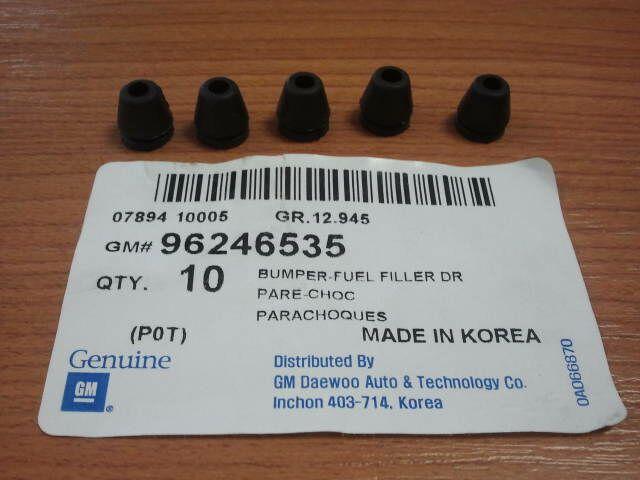 07894 10005 GR.12.945
GM# 96246535
QTY. 10 BUMPER-FUEL FILLER DR
PARE-CHOC
PARACHOQUES
(P0T) MADE IN KOREA
Genuine
GM
®
Distributed By
GM Daewoo Auto & Technology Co.
Inchon 403-714, Korea
0A066870